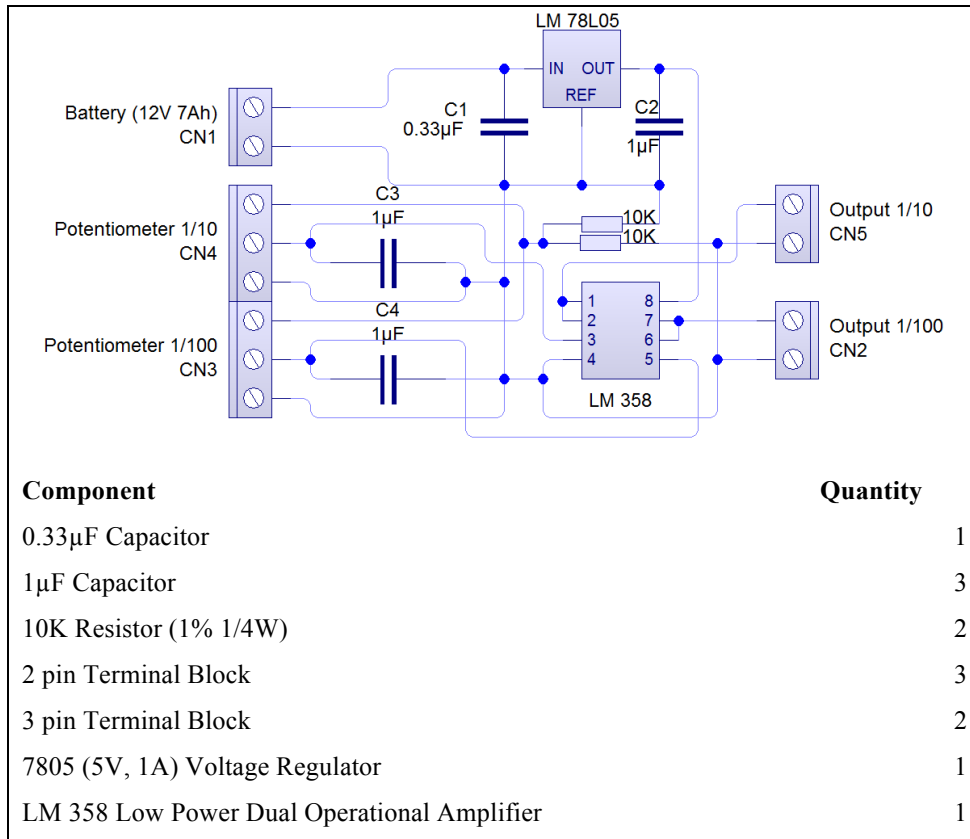 LM 78L05
IN OUT
REF
Battery (12V 7Ah)
CN1
C1
0.33µF
C2
1µF
C3
1µF
Potentiometer 1/10
CN4
10K
10K
Output 1/10
CN5
C4
1µF
Potentiometer 1/100
CN3
1 8
2 7
3 6
4 5
LM 358
Output 1/100
CN2
Component Quantity
0.33µF Capacitor 1
1µF Capacitor 3
10K Resistor (1% 1/4W) 2
2 pin Terminal Block 3
3 pin Terminal Block 2
7805 (5V, 1A) Voltage Regulator 1
LM 358 Low Power Dual Operational Amplifier 1